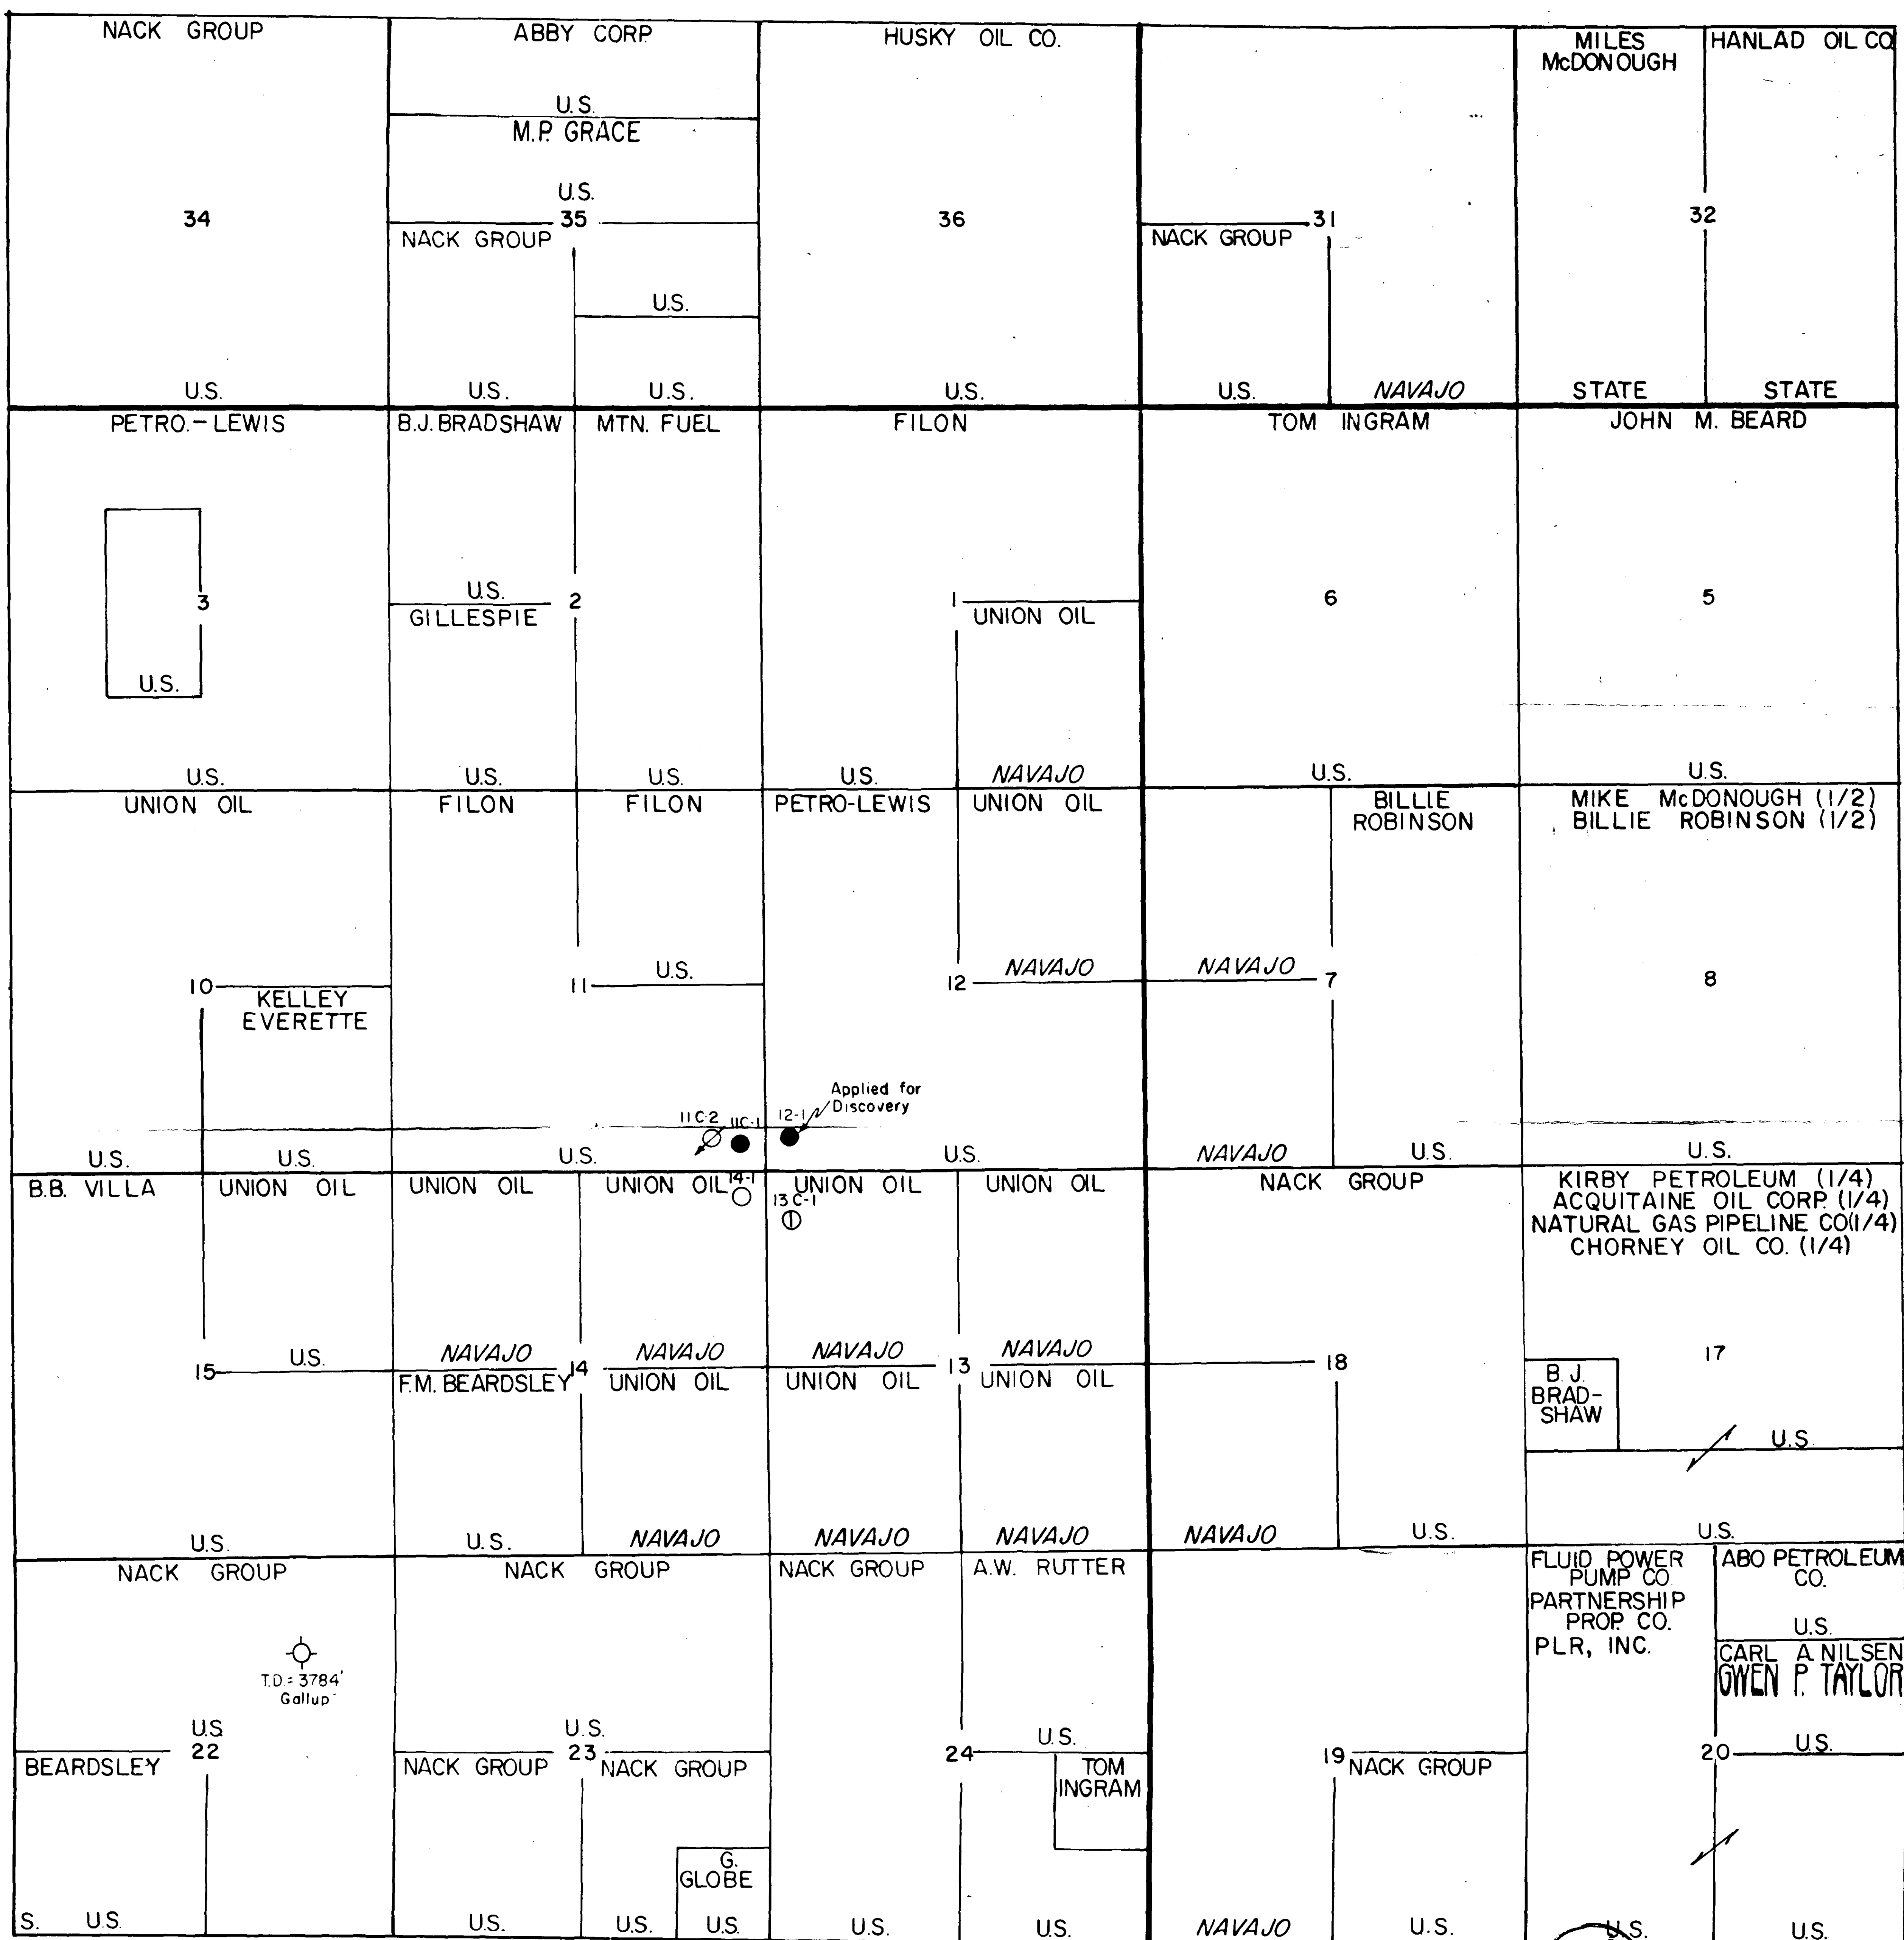 NACK GROUP
34
U.S.
ABBY CORP.
U.S.
M.P. GRACE
U.S.
35
NACK GROUP
U.S.
U.S.
U.S.
HUSKY OIL CO.
36
U.S.
31
NACK GROUP
U.S.
NAVAJO
MILES
McDONOUGH
HANLAD OIL CO
32
STATE
STATE
PETRO.-LEWIS
3
U.S.
U.S.
B.J. BRADSHAW
MTN. FUEL
U.S.
2
GILLESPIE
U.S.
U.S.
FILON
1
UNION OIL
U.S.
NAVAJO
TOM INGRAM
6
U.S.
JOHN M. BEARD
5
U.S.
UNION OIL
10
KELLEY
EVERETTE
U.S.
U.S.
FILON
FILON
11
U.S.
11C-2
11C-1
U.S.
PETRO-LEWIS
UNION OIL
12
NAVAJO
Applied for
Discovery
12-1
U.S.
BILLIE
ROBINSON
NAVAJO
7
NAVAJO
U.S.
MIKE McDONOUGH (1/2)
BILLIE ROBINSON (1/2)
8
U.S.
B.B. VILLA
UNION OIL
15
U.S.
U.S.
UNION OIL
UNION OIL
14-1
NAVAJO
14
NAVAJO
F.M. BEARDSLEY
UNION OIL
U.S.
NAVAJO
UNION OIL
UNION OIL
13C-1
NAVAJO
13
NAVAJO
UNION OIL
UNION OIL
NAVAJO
NAVAJO
NACK GROUP
18
NAVAJO
U.S.
KIRBY PETROLEUM (1/4)
ACQUITAINE OIL CORP. (1/4)
NATURAL GAS PIPELINE CO(1/4)
CHORNEY OIL CO. (1/4)
17
B. J.
BRAD-
SHAW
U.S.
U.S.
NACK GROUP
T.D. = 3784'
Gallup
U.S.
22
BEARDSLEY
S.
U.S.
NACK GROUP
U.S.
23
NACK GROUP
NACK GROUP
G.
GLOBE
U.S.
U.S.
U.S.
NACK GROUP
A.W. RUTTER
U.S.
24
TOM
INGRAM
U.S.
U.S.
19
NACK GROUP
NAVAJO
U.S.
FLUID POWER
PUMP CO.
PARTNERSHIP
PROP. CO.
PLR, INC.
ABO PETROLEUM
CO.
U.S.
CARL A. NILSEN
GWEN P. TAYLOR
20
U.S.
U.S.
U.S.